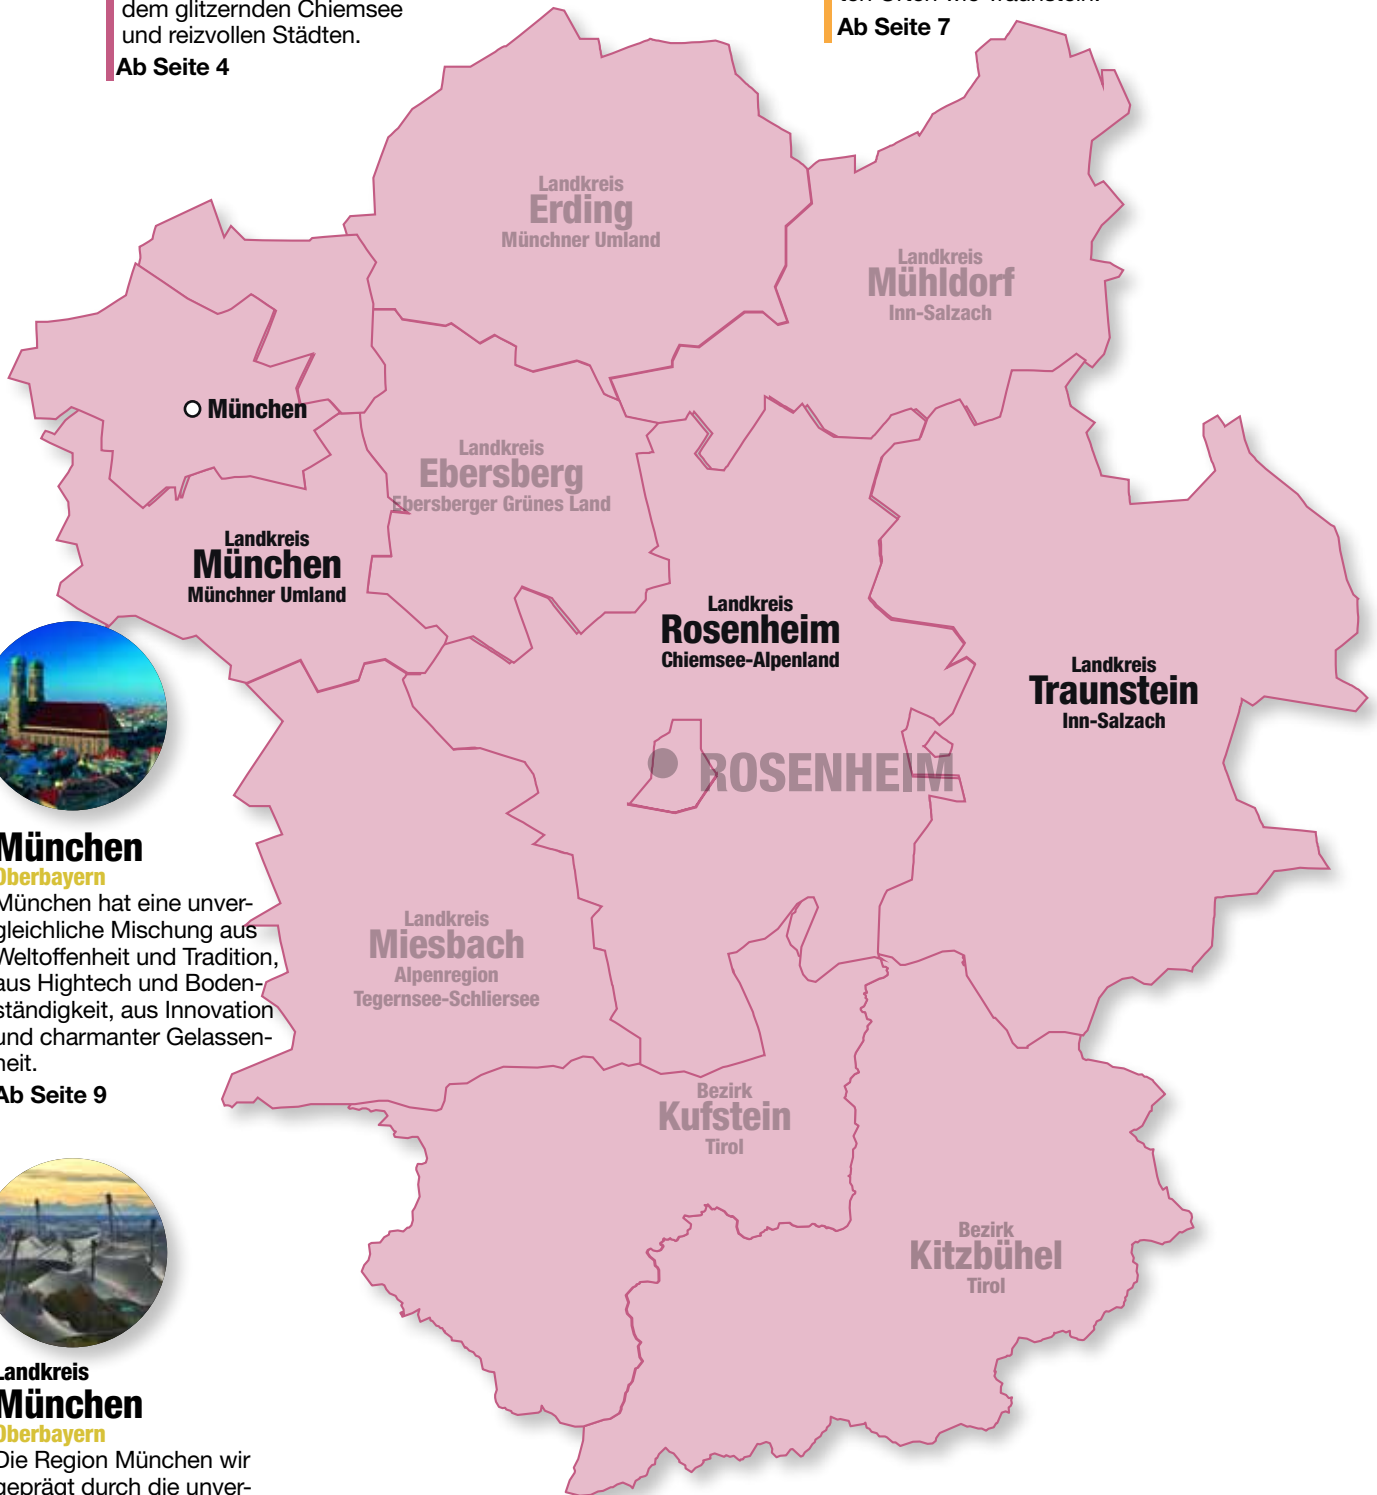 dem glitzernden Chiemsee
und reizvollen Städten.
Ab Seite 4
ten Orten wie Traunstein.
Ab Seite 7
Landkreis
Erding
Münchner Umland
Landkreis
Mühldorf
Inn-Salzach
München
Landkreis
Ebersberg
Ebersberger Grünes Land
Landkreis
München
Münchner Umland
Landkreis
Rosenheim
Chiemsee-Alpenland
Landkreis
Traunstein
Inn-Salzach
ROSENHEIM
München
Oberbayern
München hat eine unver-
gleichliche Mischung aus
Weltoffenheit und Tradition,
aus Hightech und Boden-
ständigkeit, aus Innovation
und charmanter Gelassen-
heit.
Ab Seite 9
Landkreis
Miesbach
Alpenregion
Tegernsee-Schliersee
Bezirk
Kufstein
Tirol
Bezirk
Kitzbühel
Tirol
Landkreis
München
Oberbayern
Die Region München wir
geprägt durch die unver-